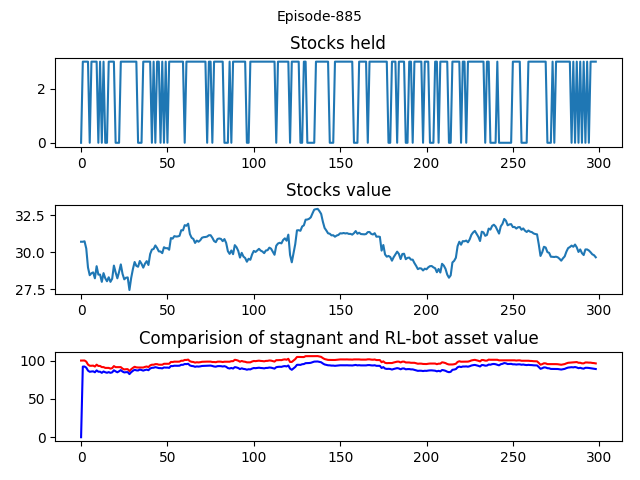 Episode-885
Stocks held
2
0
0 50 100 150 200 250 300
Stocks value
32.5
30.0
27.5
0 50 100 150 200 250 300
Comparision of stagnant and RL-bot asset value
100
50
0
0 50 100 150 200 250 300